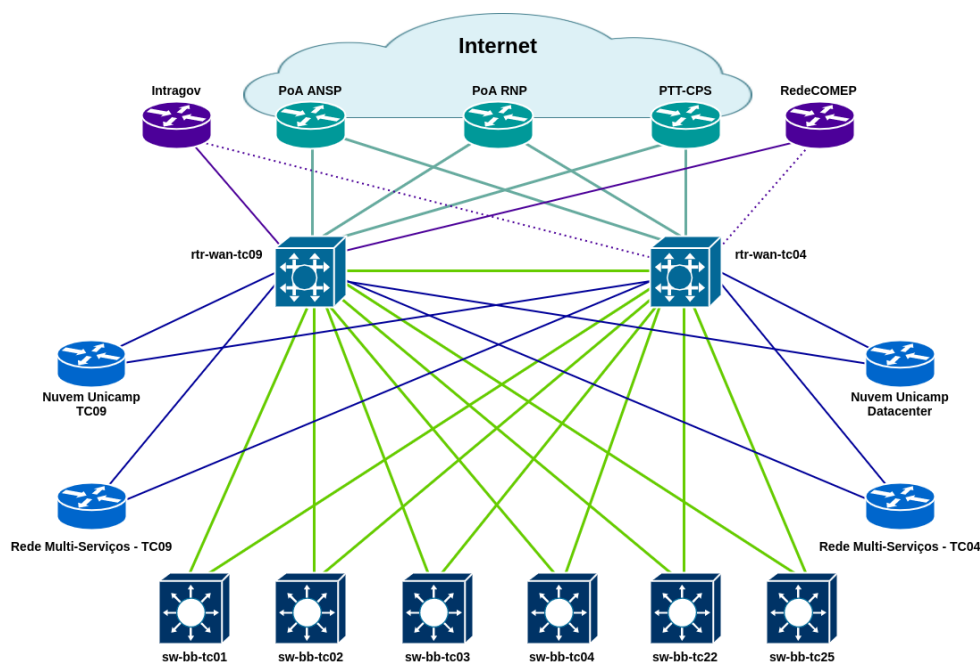 Internet
Intragov
PoA ANSP
PoA RNP
PTT-CPS
RedeCOMEP
rtr-wan-tc09
rtr-wan-tc04
Nuvem Unicamp
TC09
Nuvem Unicamp
Datacenter
Rede Multi-Serviços - TC09
Rede Multi-Serviços - TC04
sw-bb-tc01
sw-bb-tc02
sw-bb-tc03
sw-bb-tc04
sw-bb-tc22
sw-bb-tc25